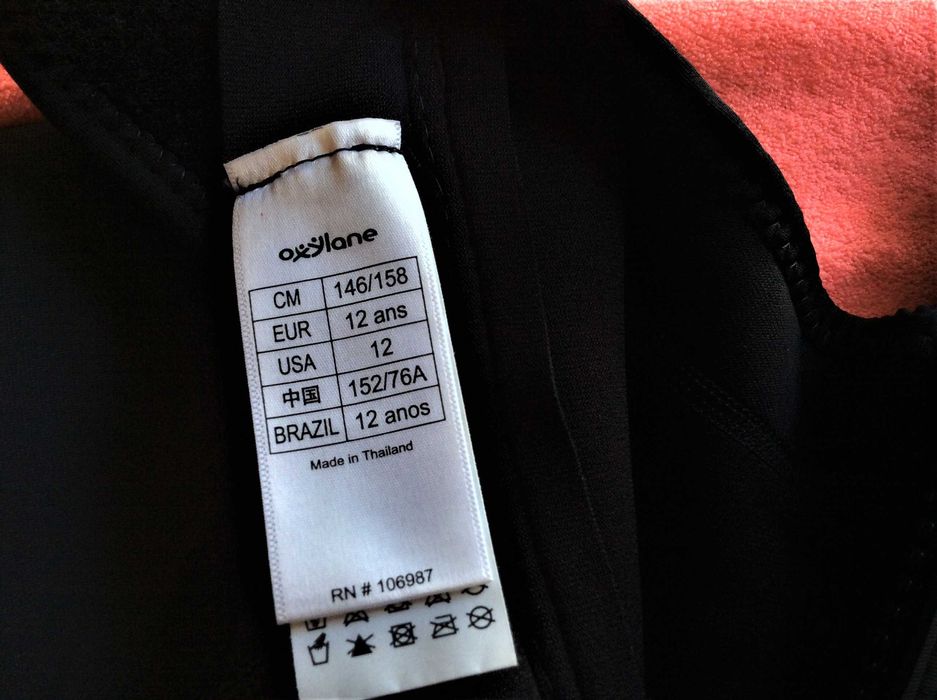 oxylane
CM 146/158
EUR 12 ans
USA 12
中国 152/76A
BRAZIL 12 anos
Made in Thailand
RN # 106987